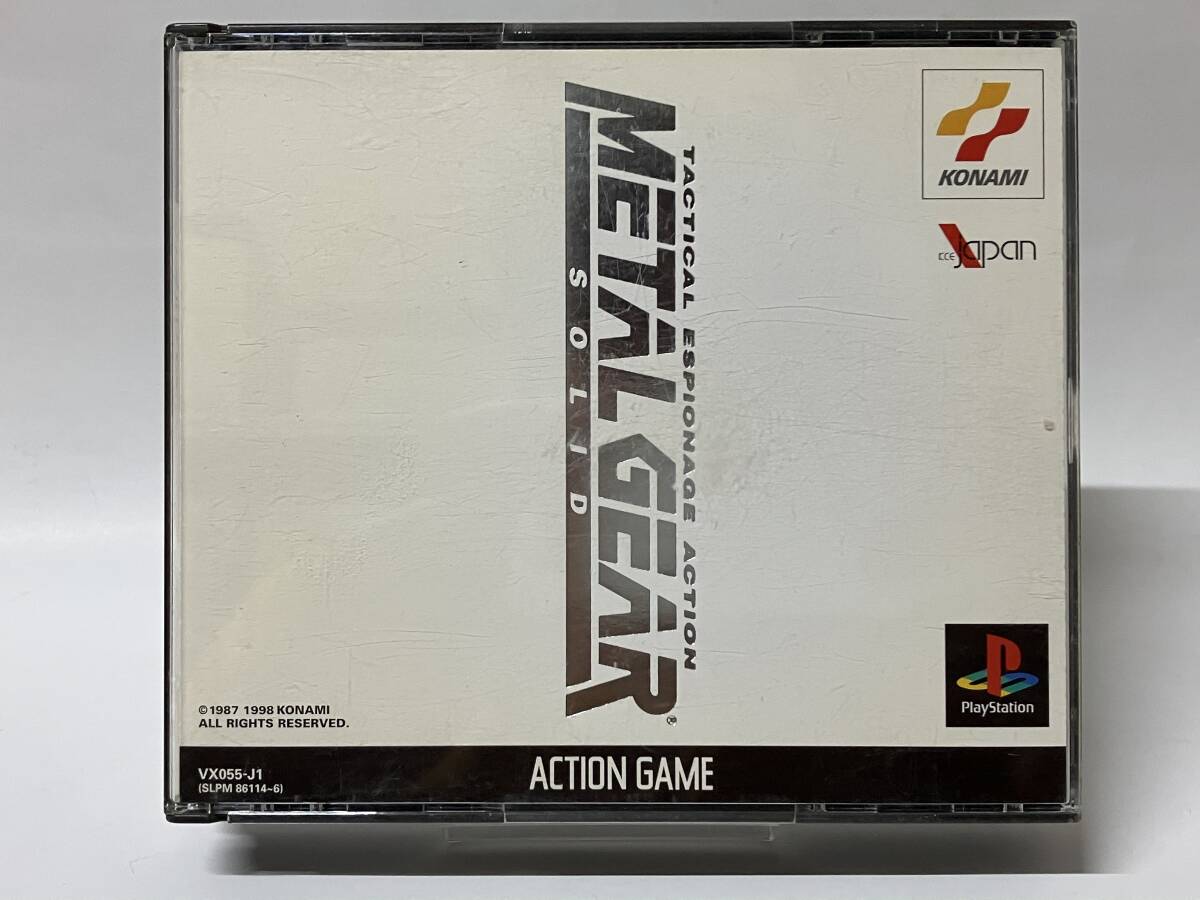 KONAMI
KCE japan
TACTICAL ESPIONAGE ACTION
METAL GEAR®
SOLID
PlayStation
©1987 1998 KONAMI
ALL RIGHTS RESERVED.
VX055-J1
(SLPM 86114~6)
ACTION GAME